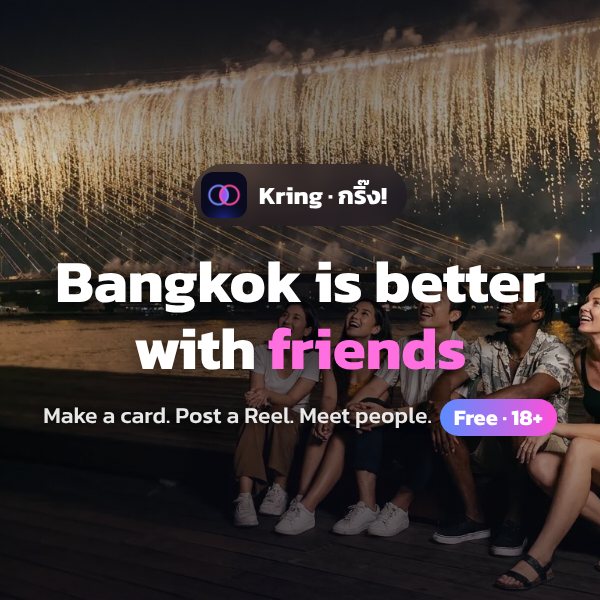 Kring · กริ๊ง!
Bangkok is better
with friends
Make a card. Post a Reel. Meet people. Free · 18+